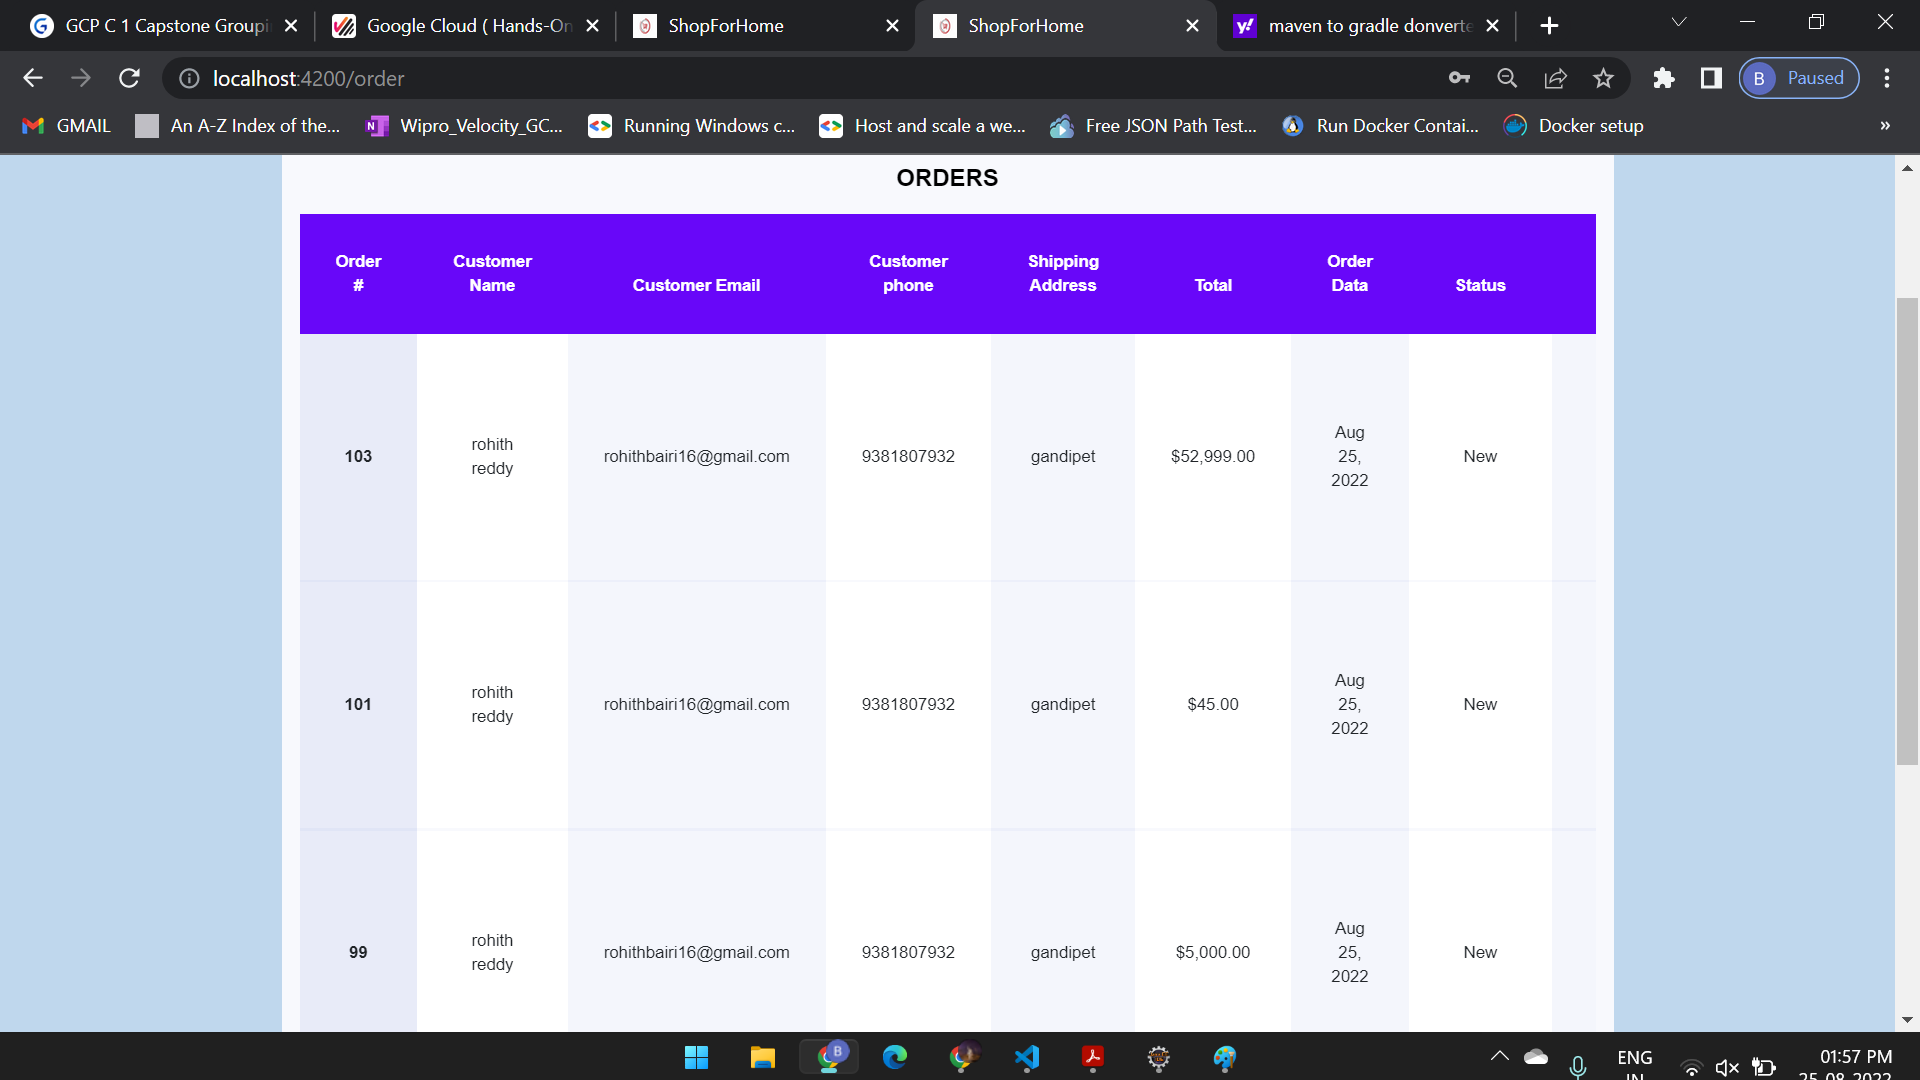 GCP C 1 Capstone Groupi
Google Cloud ( Hands-On
ShopForHome
ShopForHome
maven to gradle donverte
localhost:4200/order
B Paused
GMAIL
An A-Z Index of the...
Wipro_Velocity_GC...
Running Windows c...
Host and scale a we...
Free JSON Path Test...
Run Docker Contai...
Docker setup
»
ORDERS
Order
#
Customer
Name
Customer Email
Customer
phone
Shipping
Address
Total
Order
Data
Status
103
rohith
reddy
rohithbairi16@gmail.com
9381807932
gandipet
$52,999.00
Aug
25,
2022
New
101
rohith
reddy
rohithbairi16@gmail.com
9381807932
gandipet
$45.00
Aug
25,
2022
New
99
rohith
reddy
rohithbairi16@gmail.com
9381807932
gandipet
$5,000.00
Aug
25,
2022
New
ENG
IN
01:57 PM
25-08-2022